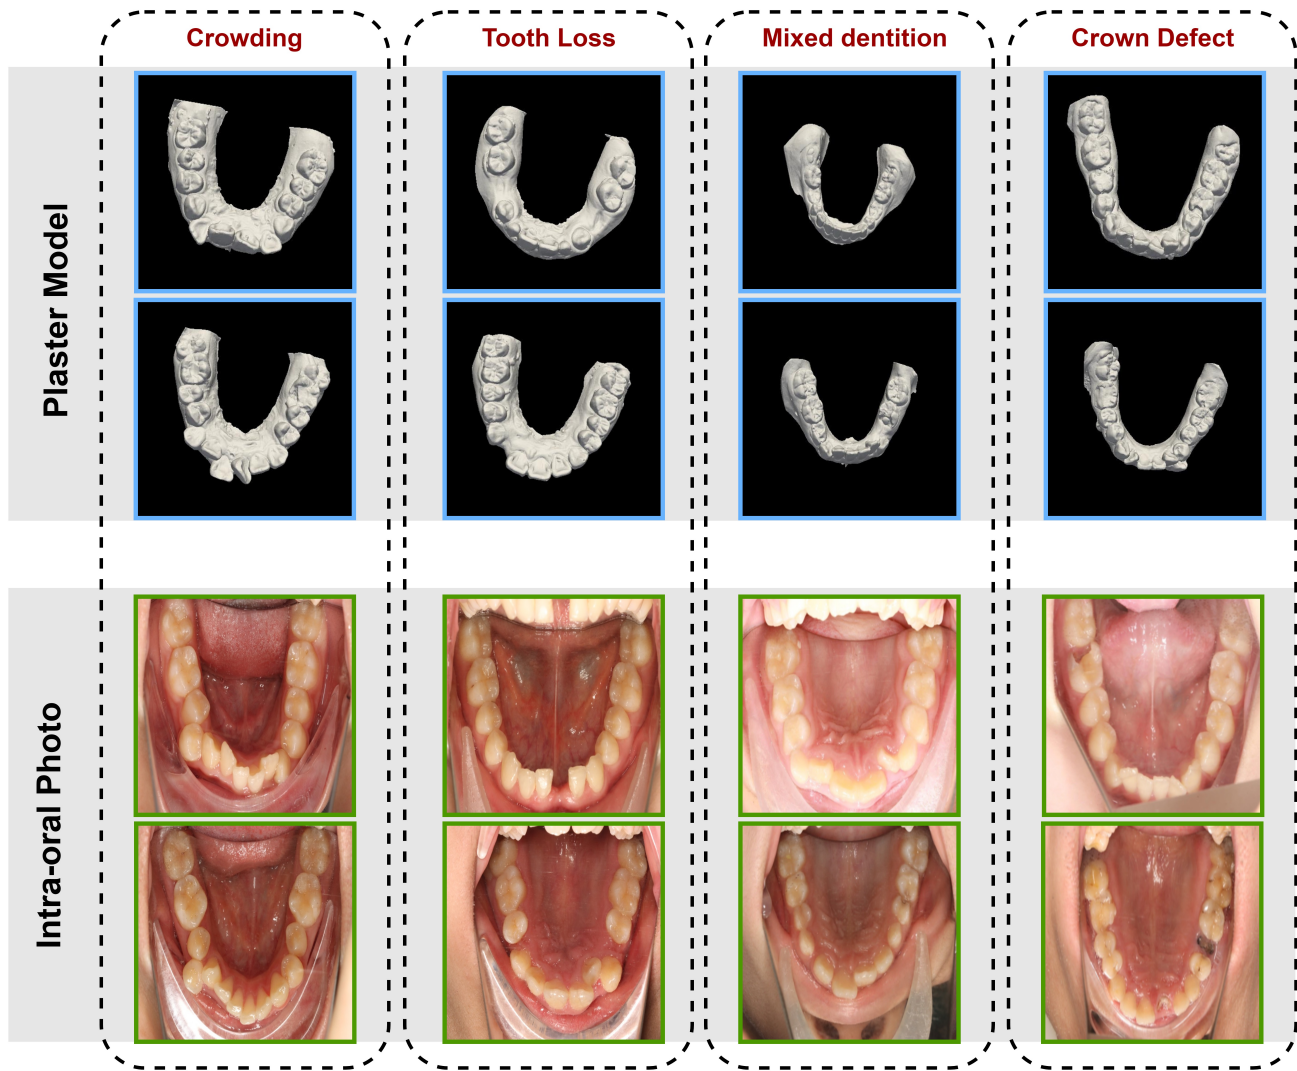 Crowding
Tooth Loss
Mixed dentition
Crown Defect
Plaster Model
Intra-oral Photo